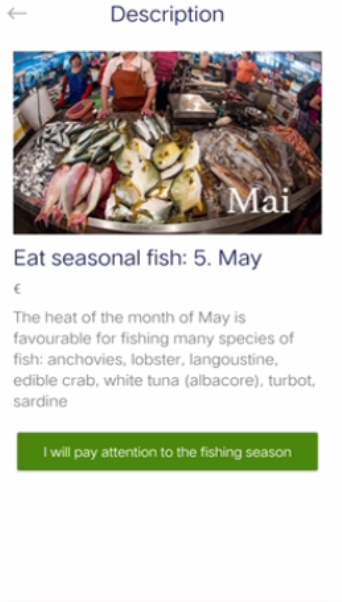 Description
Mai
Eat seasonal fish: 5. May
€
The heat of the month of May is
favourable for fishing many species of
fish: anchovies, lobster, langoustine,
edible crab, white tuna (albacore), turbot,
sardine
I will pay attention to the fishing season